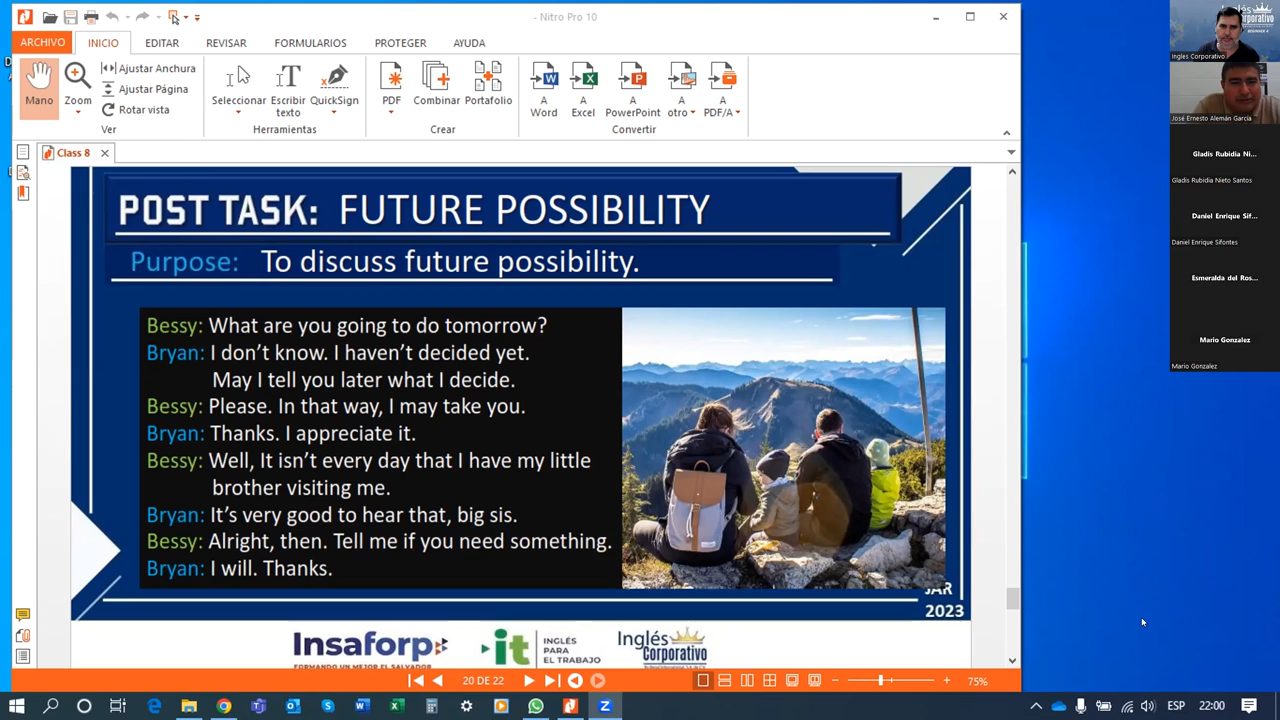 - Nitro Pro 10
ARCHIVO INICIO EDITAR REVISAR FORMULARIOS PROTEGER AYUDA
Mano
Zoom
Ajustar Anchura
Ajustar Página
Rotar vista
Ver
Seleccionar
Escribir texto
QuickSign
Herramientas
PDF
Combinar
Portafolio
Crear
A Word
A Excel
A PowerPoint
A otro
A PDF/A
Convertir
Class 8
POST TASK: FUTURE POSSIBILITY
Purpose: To discuss future possibility.
Bessy: What are you going to do tomorrow?
Bryan: I don't know. I haven't decided yet.
May I tell you later what I decide.
Bessy: Please. In that way, I may take you.
Bryan: Thanks. I appreciate it.
Bessy: Well, It isn't every day that I have my little
brother visiting me.
Bryan: It's very good to hear that, big sis.
Bessy: Alright, then. Tell me if you need something.
Bryan: I will. Thanks.
JAR
2023
Insaforp
FORMANDO UN MEJOR EL SALVADOR
it
INGLÉS
PARA
EL TRABAJO
Inglés
Corporativo
20 DE 22
75%
Inglés
Corporativo
BEGINNER 4
Ingles Corporativo
José Ernesto Alemán García
Gladis Rubidia Ni...
Gladis Rubidia Nieto Santos
Daniel Enrique Sif...
Daniel Enrique Sifontes
Esmeralda del Ros...
Mario Gonzalez
Mario Gonzalez
ESP
22:00